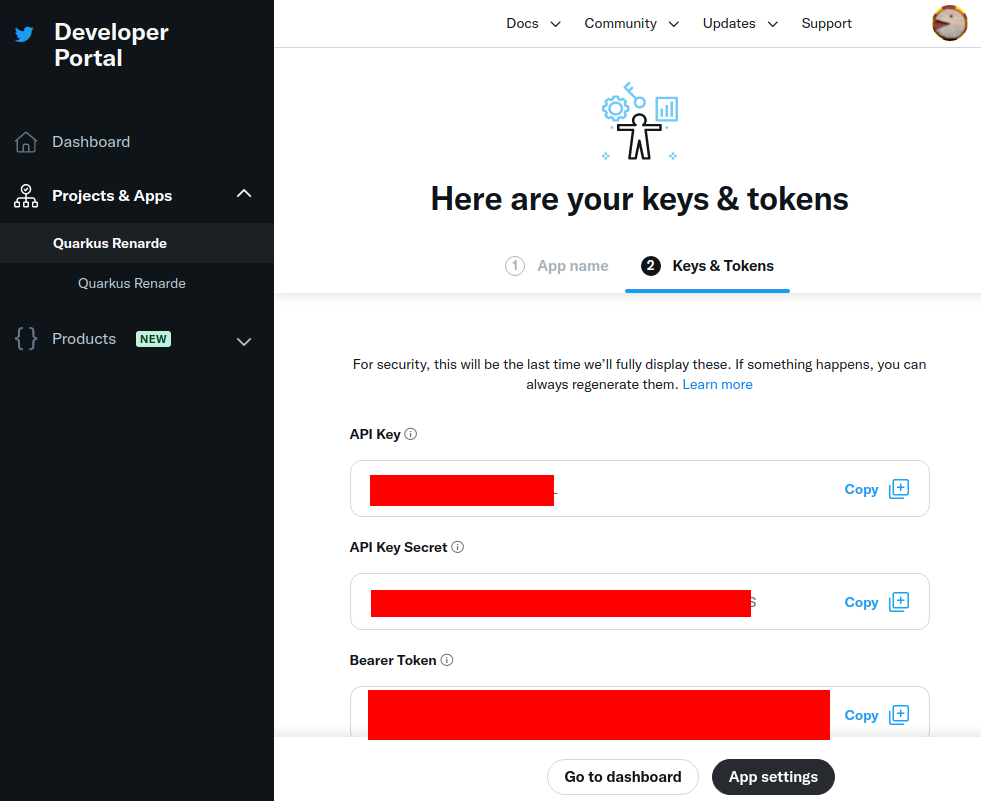 Developer
Portal
Docs
Community
Updates
Support
Dashboard
Projects & Apps
Quarkus Renarde
Quarkus Renarde
Products NEW
Here are your keys & tokens
1 App name
2 Keys & Tokens
For security, this will be the last time we’ll fully display these. If something happens, you can
always regenerate them. Learn more
API Key
Copy
API Key Secret
Copy
Bearer Token
Copy
Go to dashboard
App settings